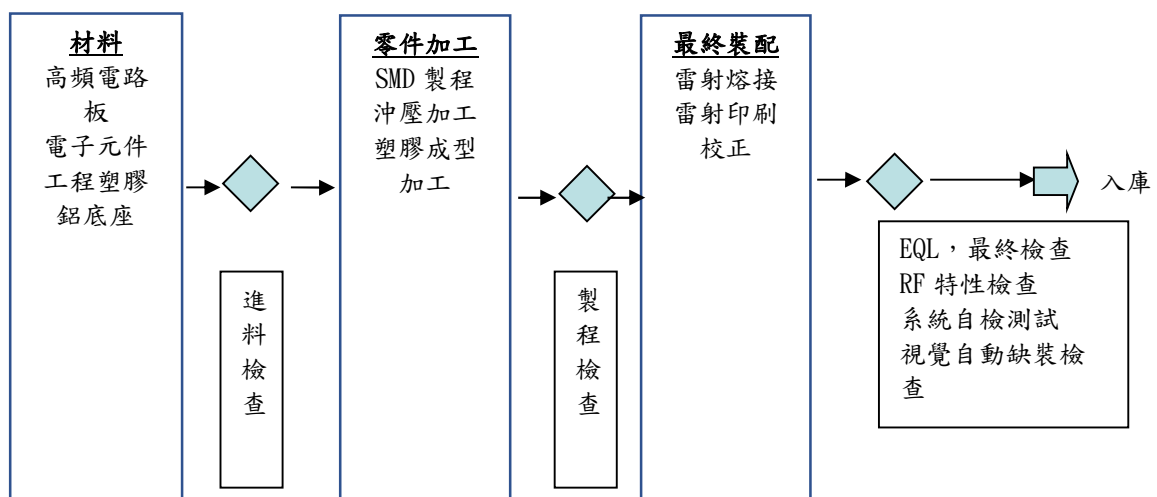 材料
高頻電路
板
電子元件
工程塑膠
鋁底座
進
料
檢
查
零件加工
SMD 製程
沖壓加工
塑膠成型
加工
製
程
檢
查
最終裝配
雷射熔接
雷射印刷
校正
入庫
EQL，最終檢查
RF 特性檢查
系統自檢測試
視覺自動缺裝檢
查